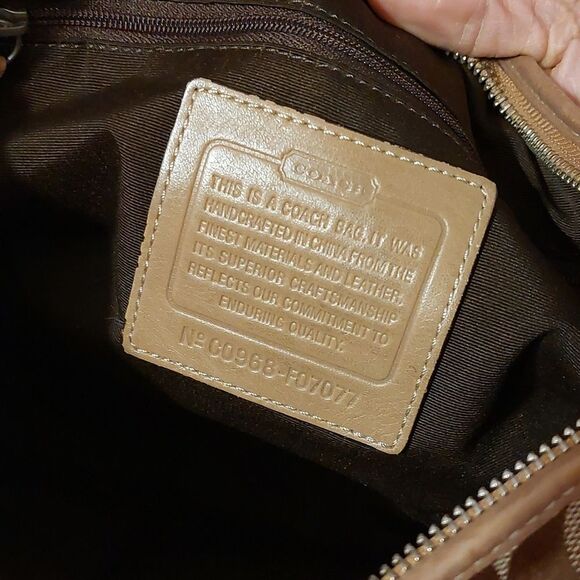 COACH
THIS IS A COACH BAG. IT WAS
HANDCRAFTED IN CHINA FROM THE
FINEST MATERIALS AND LEATHER.
ITS SUPERIOR CRAFTSMANSHIP
REFLECTS OUR COMMITMENT TO
ENDURING QUALITY.
Nº C0968-F07077